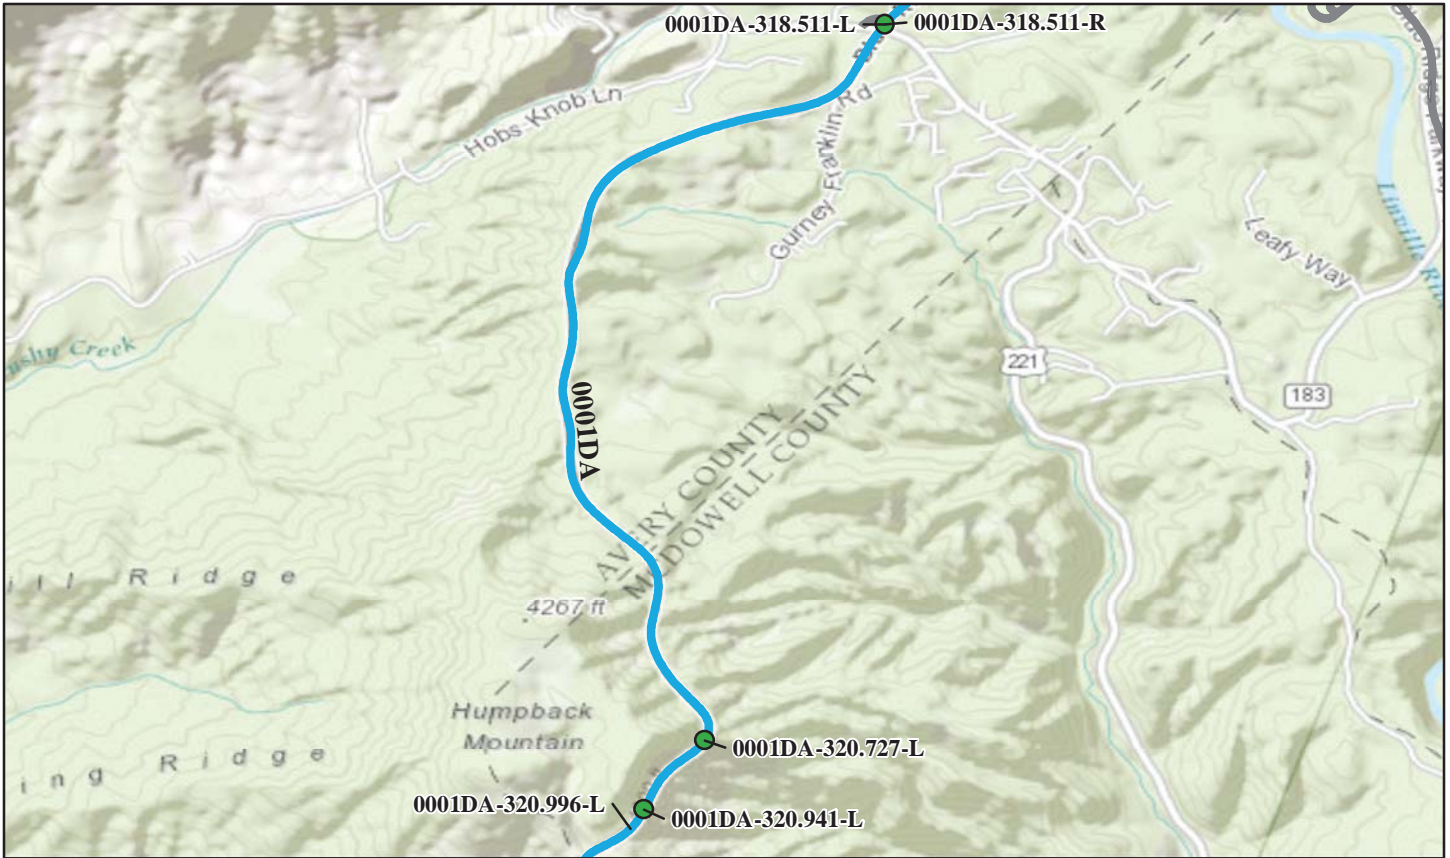 0001DA-318.511-L
0001DA-318.511-R
Hobs Knob Ln
Gurney Franklin Rd
Leafy Way
Linville
221
183
Creek
0001DA
AVERY COUNTY
MCDOWELL COUNTY
Ridge
4267 ft
Humpback
Mountain
Ridge
0001DA-320.727-L
0001DA-320.996-L
0001DA-320.941-L